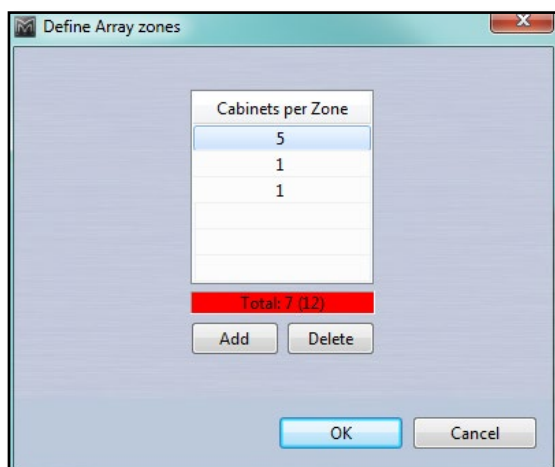 Define Array zones
Cabinets per Zone
5
1
1
Total: 7 (12)
Add Delete
OK Cancel